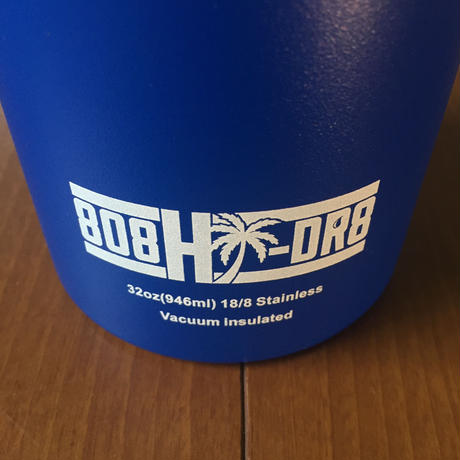 808H-DR8
32oz(946ml) 18/8 Stainless
Vacuum insulated